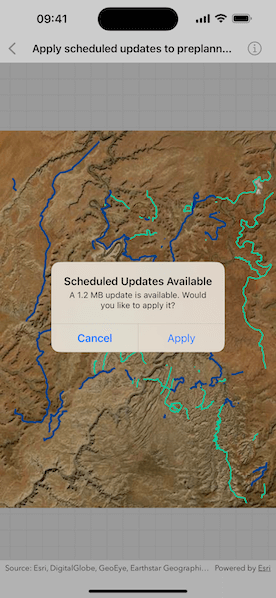 09:41
Apply scheduled updates to preplann...
Scheduled Updates Available
A 1.2 MB update is available. Would
you like to apply it?
Cancel
Apply
Source: Esri, DigitalGlobe, GeoEye, Earthstar Geographi...
Powered by Esri